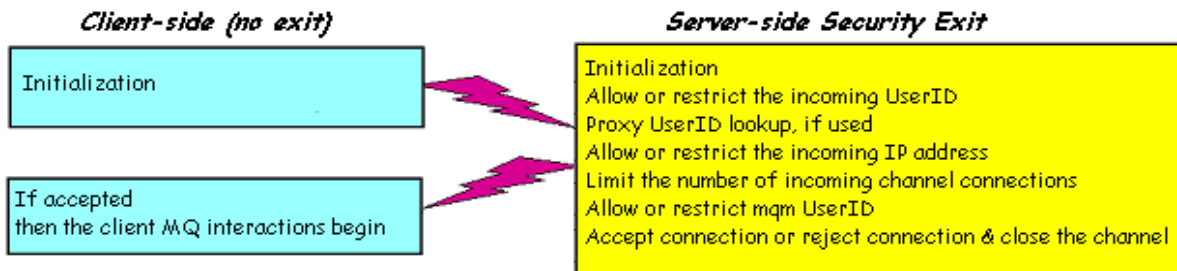 Client-side (no exit)
Initialization
If accepted
then the client MQ interactions begin
Server-side Security Exit
Initialization
Allow or restrict the incoming UserID
Proxy UserID lookup, if used
Allow or restrict the incoming IP address
Limit the number of incoming channel connections
Allow or restrict mqm UserID
Accept connection or reject connection & close the channel